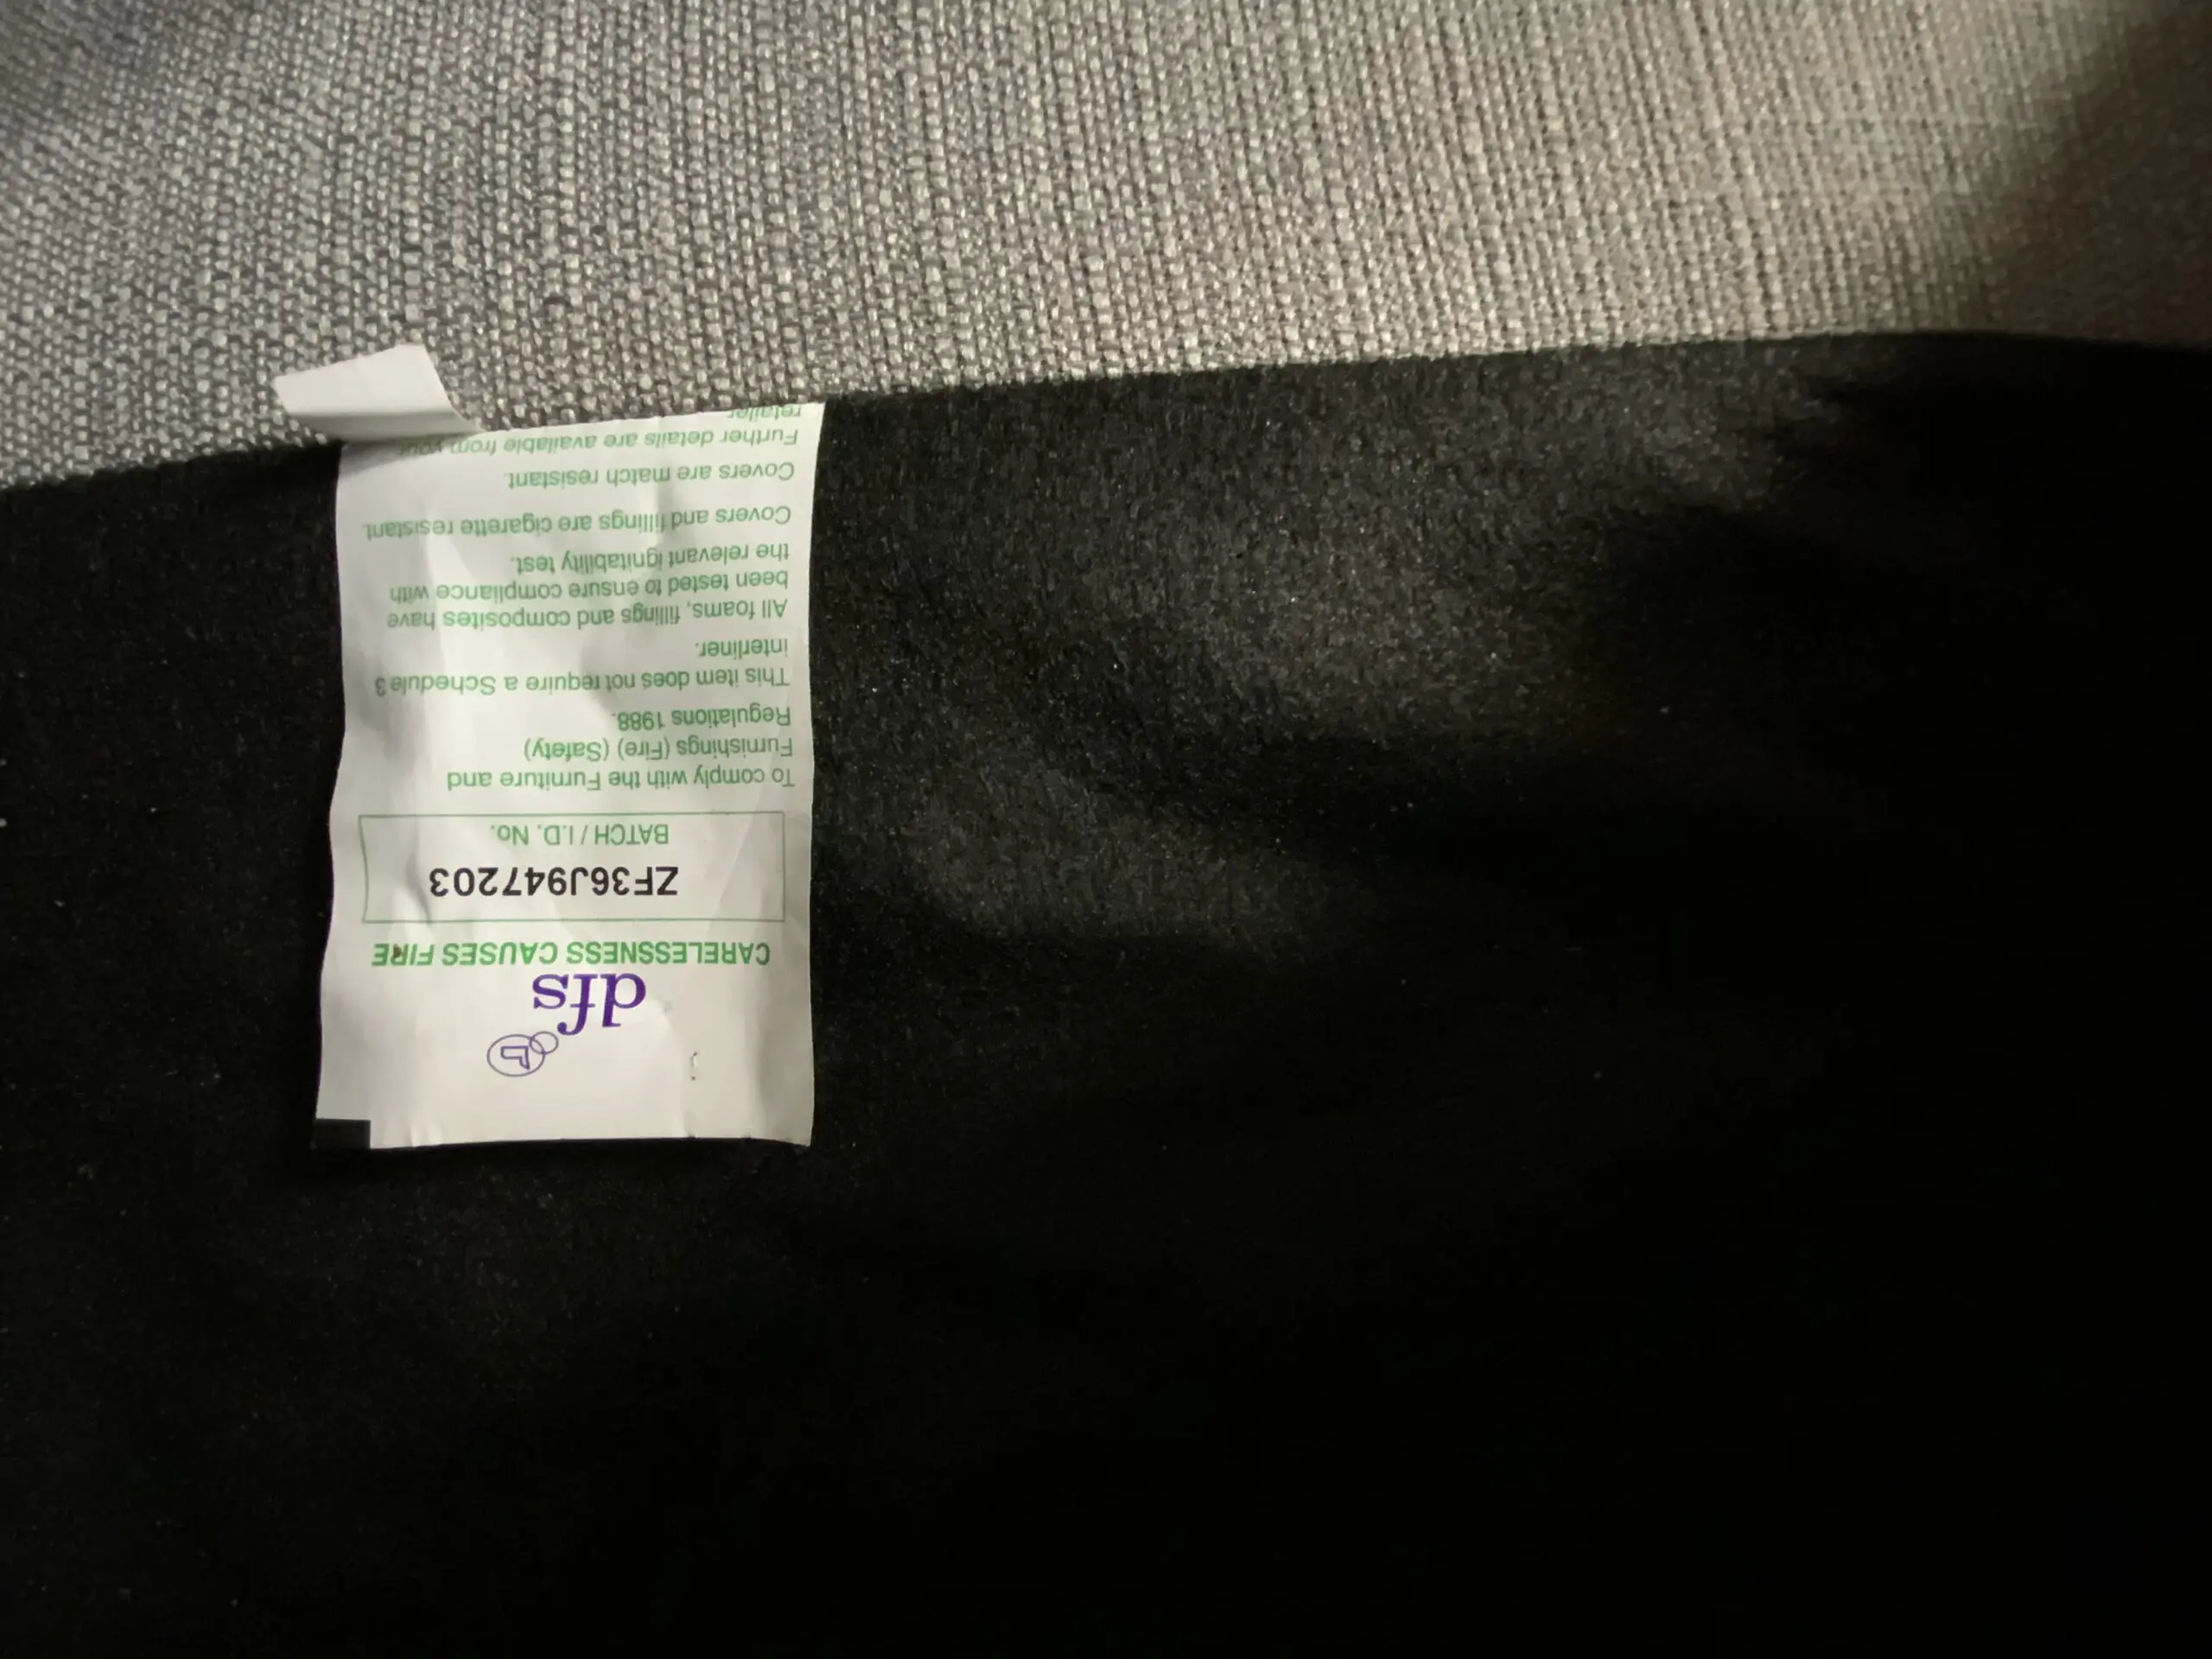 dfs
CARELESSNESS CAUSES FIRE
ZF36J947203
BATCH / I.D. No.
To comply with the Furniture and
Furnishings (Fire) (Safety)
Regulations 1988.
This item does not require a Schedule 3
interliner.
All foams, fillings and composites have
been tested to ensure compliance with
the relevant ignitability test.
Covers and fillings are cigarette resistant.
Covers are match resistant.
Further details are available from your
retailer.